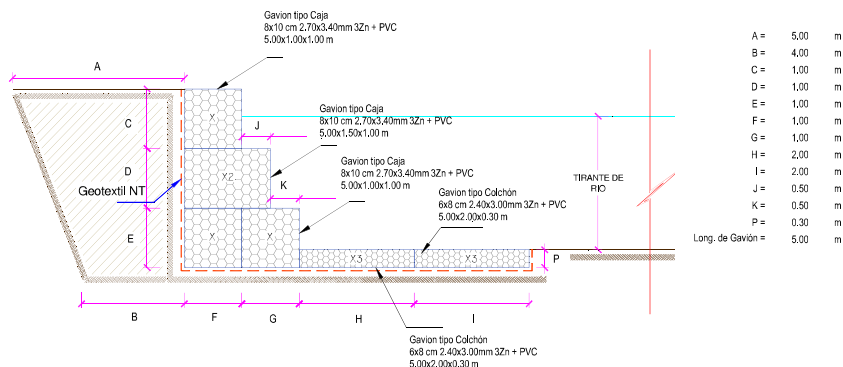 Gavion tipo Caja
8x10 cm 2.70x3.40mm 3Zn + PVC
5.00x1.00x1.00 m
A
C
X
J
Gavion tipo Caja
8x10 cm 2.70x3.40mm 3Zn + PVC
5.00x1.50x1.00 m
D
X2
K
Gavion tipo Caja
8x10 cm 2.70x3.40mm 3Zn + PVC
5.00x1.00x1.00 m
Geotextil NT
Gavion tipo Colchón
6x8 cm 2.40x3.00mm 3Zn + PVC
5.00x2.00x0.30 m
TIRANTE DE
RIO
E
X
X
X3
X3
P
B
F
G
H
I
Gavion tipo Colchón
6x8 cm 2.40x3.00mm 3Zn + PVC
5.00x2.00x0.30 m
A = 5,00 m
B = 4,00 m
C = 1,00 m
D = 1,00 m
E = 1,00 m
F = 1,00 m
G = 1,00 m
H = 2,00 m
I = 2,00 m
J = 0,50 m
K = 0,50 m
P = 0,30 m
Long. de Gavión = 5,00 m